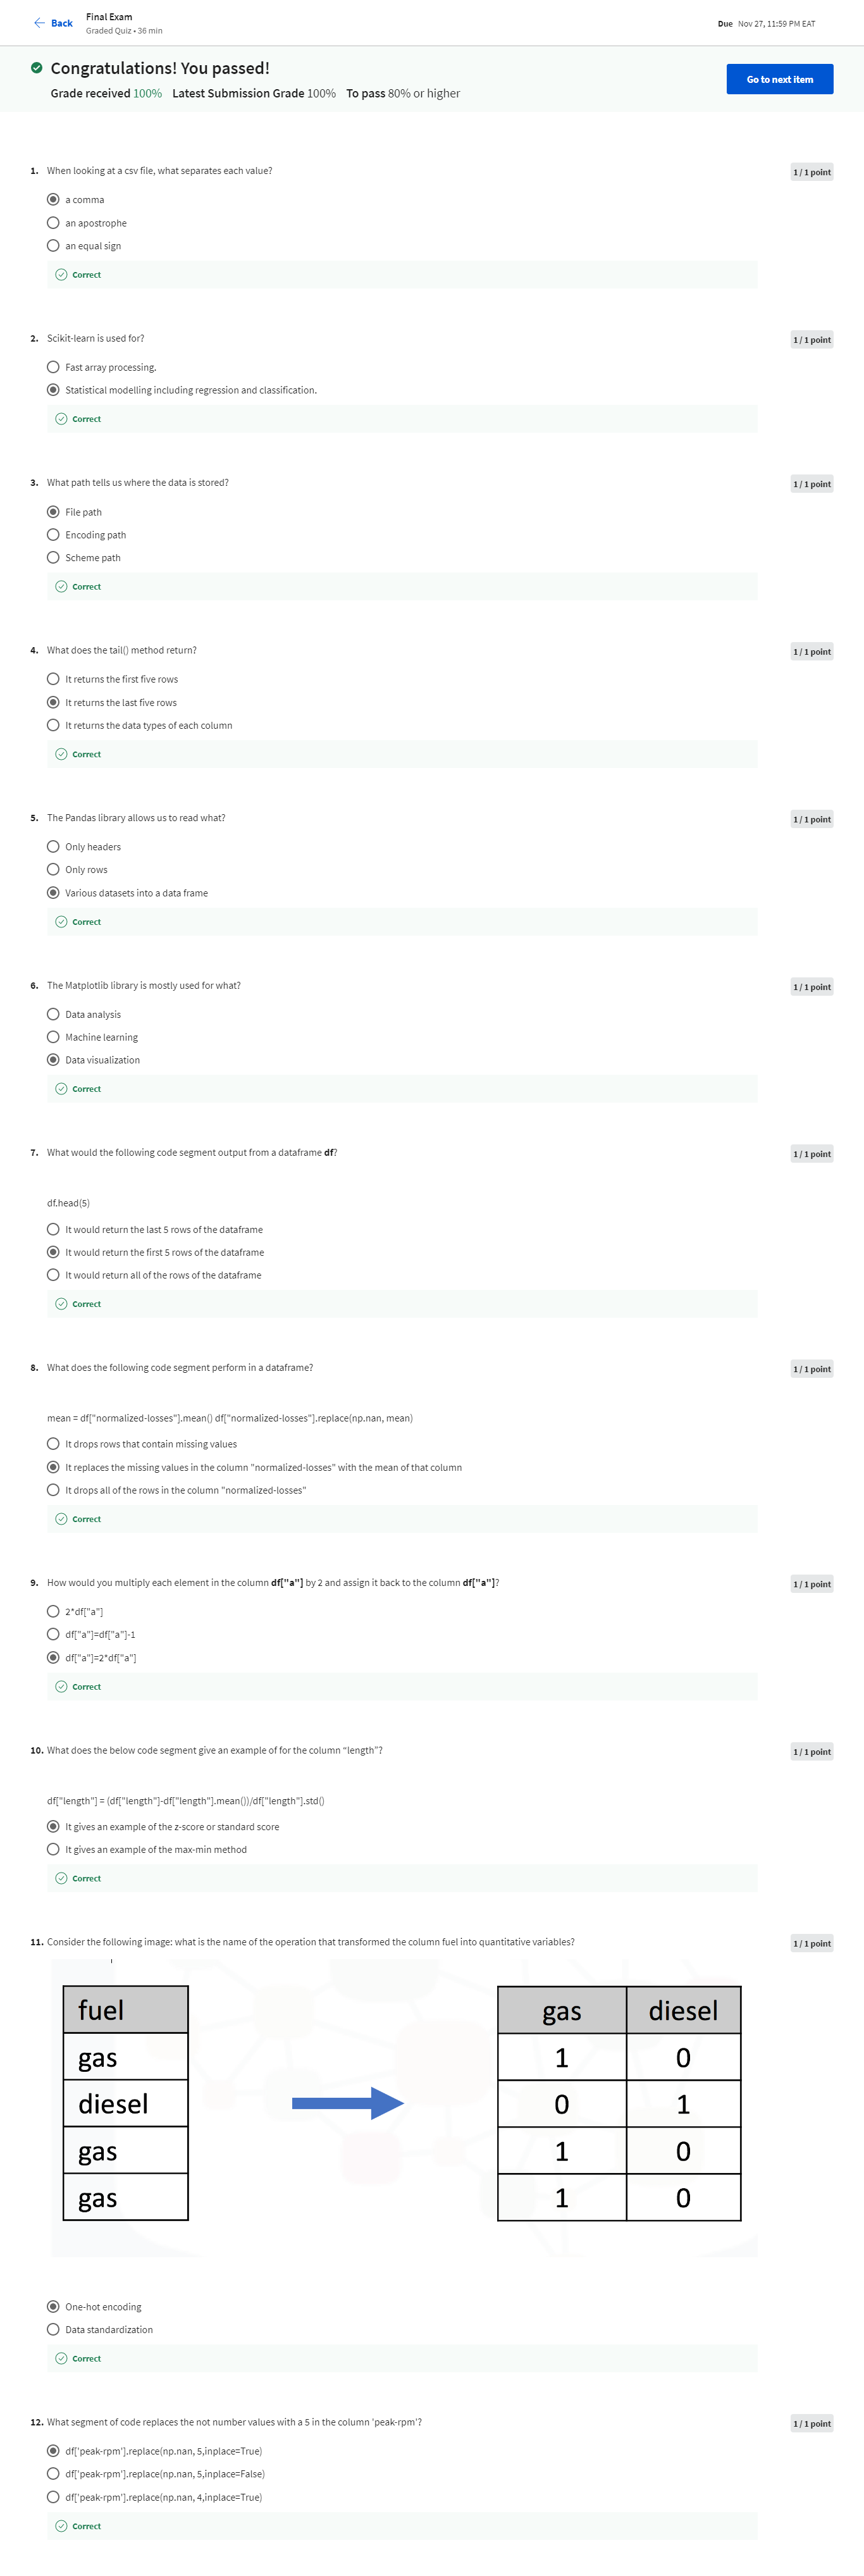 Back
Final Exam
Graded Quiz • 36 min
Due Nov 27, 11:59 PM EAT
Congratulations! You passed!
Grade received 100% Latest Submission Grade 100% To pass 80% or higher
Go to next item
1. When looking at a csv file, what separates each value?
1 / 1 point
a comma
an apostrophe
an equal sign
Correct
2. Scikit-learn is used for?
1 / 1 point
Fast array processing.
Statistical modelling including regression and classification.
Correct
3. What path tells us where the data is stored?
1 / 1 point
File path
Encoding path
Scheme path
Correct
4. What does the tail() method return?
1 / 1 point
It returns the first five rows
It returns the last five rows
It returns the data types of each column
Correct
5. The Pandas library allows us to read what?
1 / 1 point
Only headers
Only rows
Various datasets into a data frame
Correct
6. The Matplotlib library is mostly used for what?
1 / 1 point
Data analysis
Machine learning
Data visualization
Correct
7. What would the following code segment output from a dataframe df?
1 / 1 point
df.head(5)
It would return the last 5 rows of the dataframe
It would return the first 5 rows of the dataframe
It would return all of the rows of the dataframe
Correct
8. What does the following code segment perform in a dataframe?
1 / 1 point
mean = df["normalized-losses"].mean() df["normalized-losses"].replace(np.nan, mean)
It drops rows that contain missing values
It replaces the missing values in the column "normalized-losses" with the mean of that column
It drops all of the rows in the column "normalized-losses"
Correct
9. How would you multiply each element in the column df["a"] by 2 and assign it back to the column df["a"]?
1 / 1 point
2*df["a"]
df["a"]=df["a"]-1
df["a"]=2*df["a"]
Correct
10. What does the below code segment give an example of for the column “length”?
1 / 1 point
df["length"] = (df["length"]-df["length"].mean())/df["length"].std()
It gives an example of the z-score or standard score
It gives an example of the max-min method
Correct
11. Consider the following image: what is the name of the operation that transformed the column fuel into quantitative variables?
1 / 1 point
fuel
gas
diesel
gas
gas
gas diesel
1 0
0 1
1 0
1 0
One-hot encoding
Data standardization
Correct
12. What segment of code replaces the not number values with a 5 in the column 'peak-rpm'?
1 / 1 point
df['peak-rpm'].replace(np.nan, 5,inplace=True)
df['peak-rpm'].replace(np.nan, 5,inplace=False)
df['peak-rpm'].replace(np.nan, 4,inplace=True)
Correct